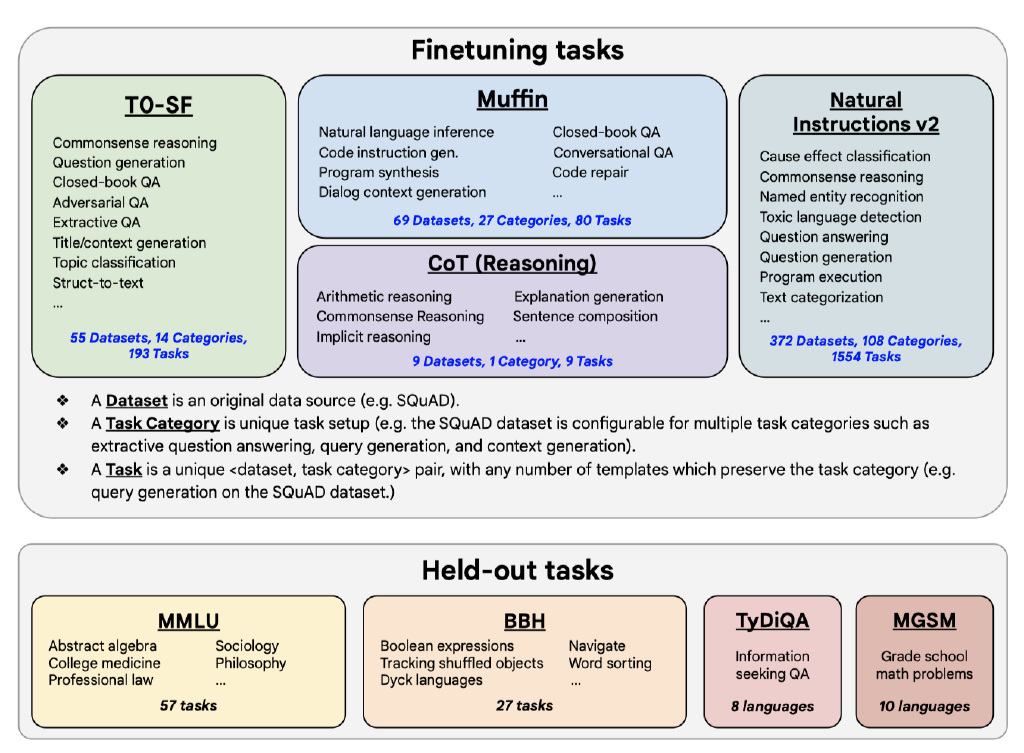 Finetuning tasks
T0-SF
Commonsense reasoning
Question generation
Closed-book QA
Adversarial QA
Extractive QA
Title/context generation
Topic classification
Struct-to-text
...
55 Datasets, 14 Categories,
193 Tasks
Muffin
Natural language inference
Code instruction gen.
Program synthesis
Dialog context generation
Closed-book QA
Conversational QA
Code repair
...
69 Datasets, 27 Categories, 80 Tasks
CoT (Reasoning)
Arithmetic reasoning
Commonsense Reasoning
Implicit reasoning
Explanation generation
Sentence composition
...
9 Datasets, 1 Category, 9 Tasks
Natural
Instructions v2
Cause effect classification
Commonsense reasoning
Named entity recognition
Toxic language detection
Question answering
Question generation
Program execution
Text categorization
...
372 Datasets, 108 Categories,
1554 Tasks
❖ A Dataset is an original data source (e.g. SQuAD).
❖ A Task Category is unique task setup (e.g. the SQuAD dataset is configurable for multiple task categories such as
extractive question answering, query generation, and context generation).
❖ A Task is a unique <dataset, task category> pair, with any number of templates which preserve the task category (e.g.
query generation on the SQuAD dataset.)
Held-out tasks
MMLU
Abstract algebra
College medicine
Professional law
Sociology
Philosophy
...
57 tasks
BBH
Boolean expressions
Tracking shuffled objects
Dyck languages
Navigate
Word sorting
...
27 tasks
TyDiQA
Information
seeking QA
8 languages
MGSM
Grade school
math problems
10 languages